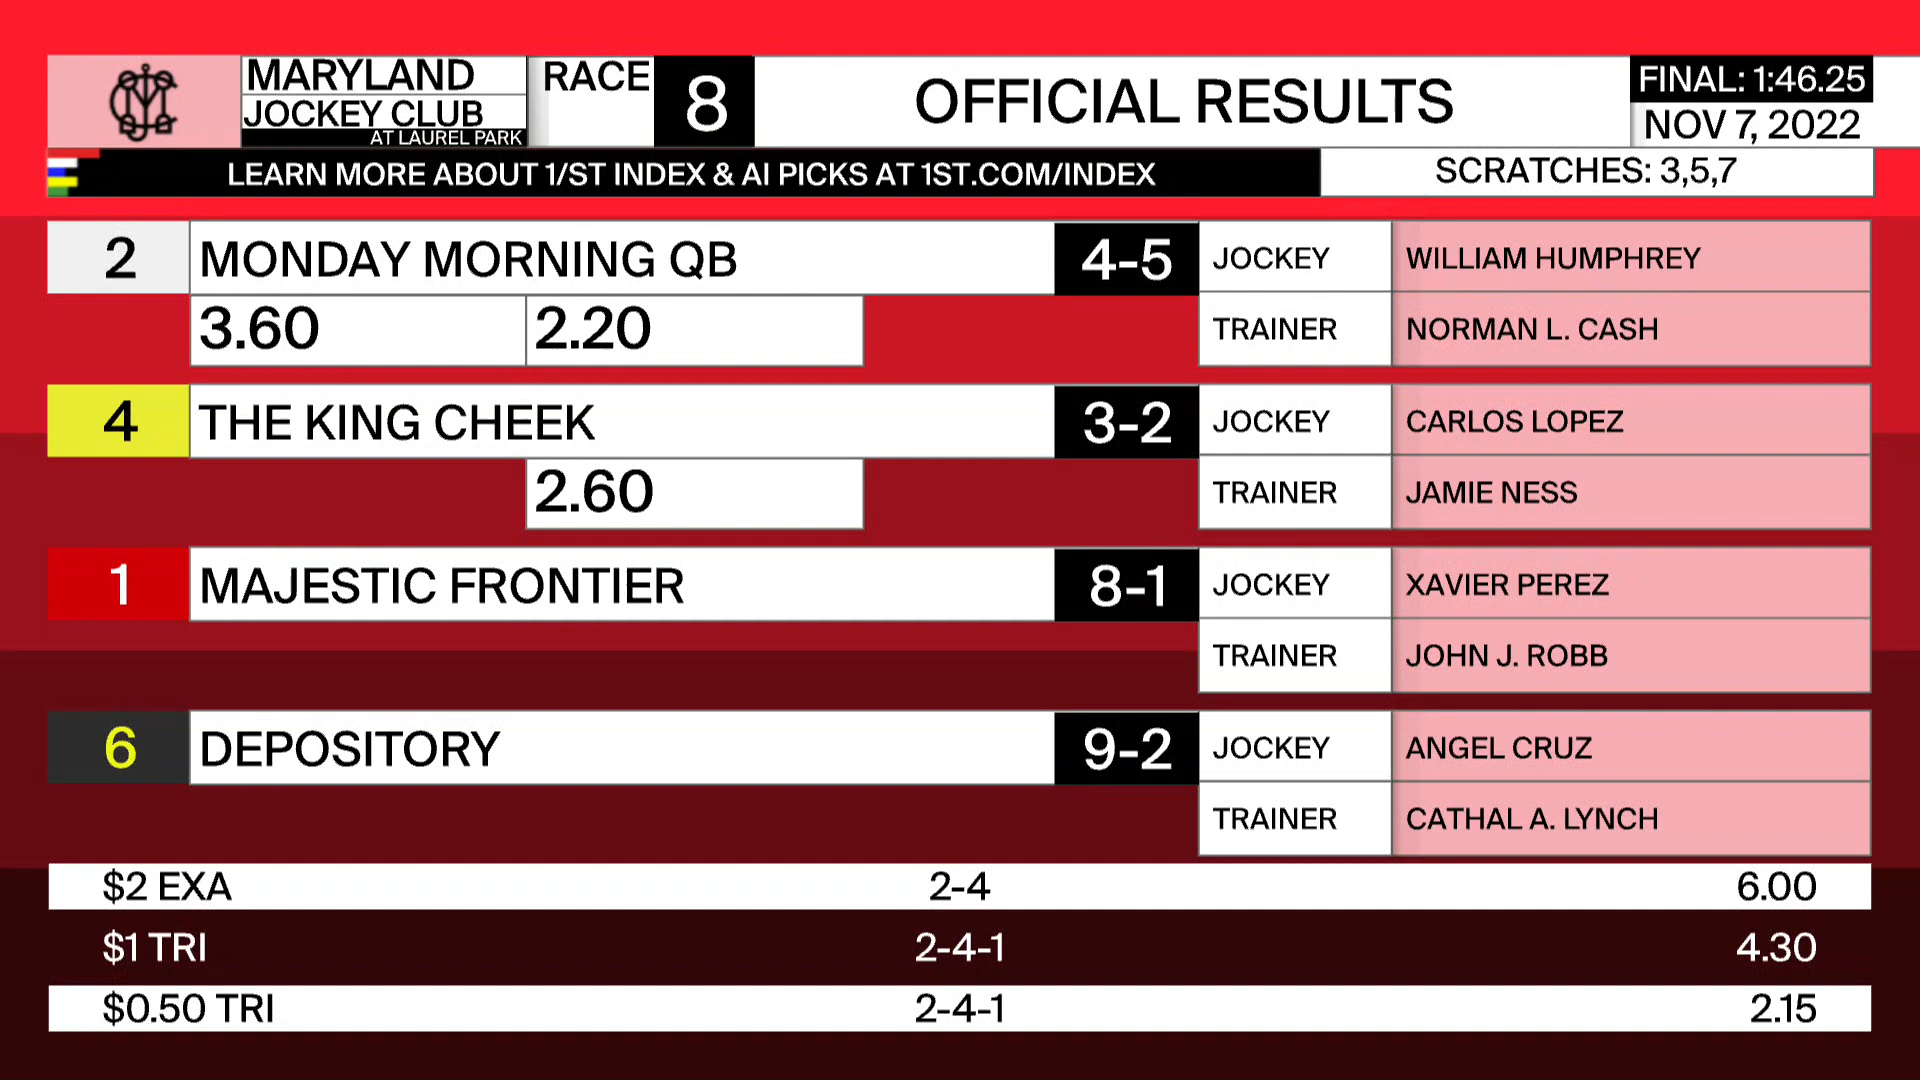 MARYLAND
JOCKEY CLUB
AT LAUREL PARK
RACE 8
OFFICIAL RESULTS
FINAL: 1:46.25
NOV 7, 2022
LEARN MORE ABOUT 1/ST INDEX & AI PICKS AT 1ST.COM/INDEX
SCRATCHES: 3,5,7
2 MONDAY MORNING QB 4-5 JOCKEY WILLIAM HUMPHREY
3.60 2.20 TRAINER NORMAN L. CASH
4 THE KING CHEEK 3-2 JOCKEY CARLOS LOPEZ
2.60 TRAINER JAMIE NESS
1 MAJESTIC FRONTIER 8-1 JOCKEY XAVIER PEREZ
TRAINER JOHN J. ROBB
6 DEPOSITORY 9-2 JOCKEY ANGEL CRUZ
TRAINER CATHAL A. LYNCH
$2 EXA 2-4 6.00
$1 TRI 2-4-1 4.30
$0.50 TRI 2-4-1 2.15